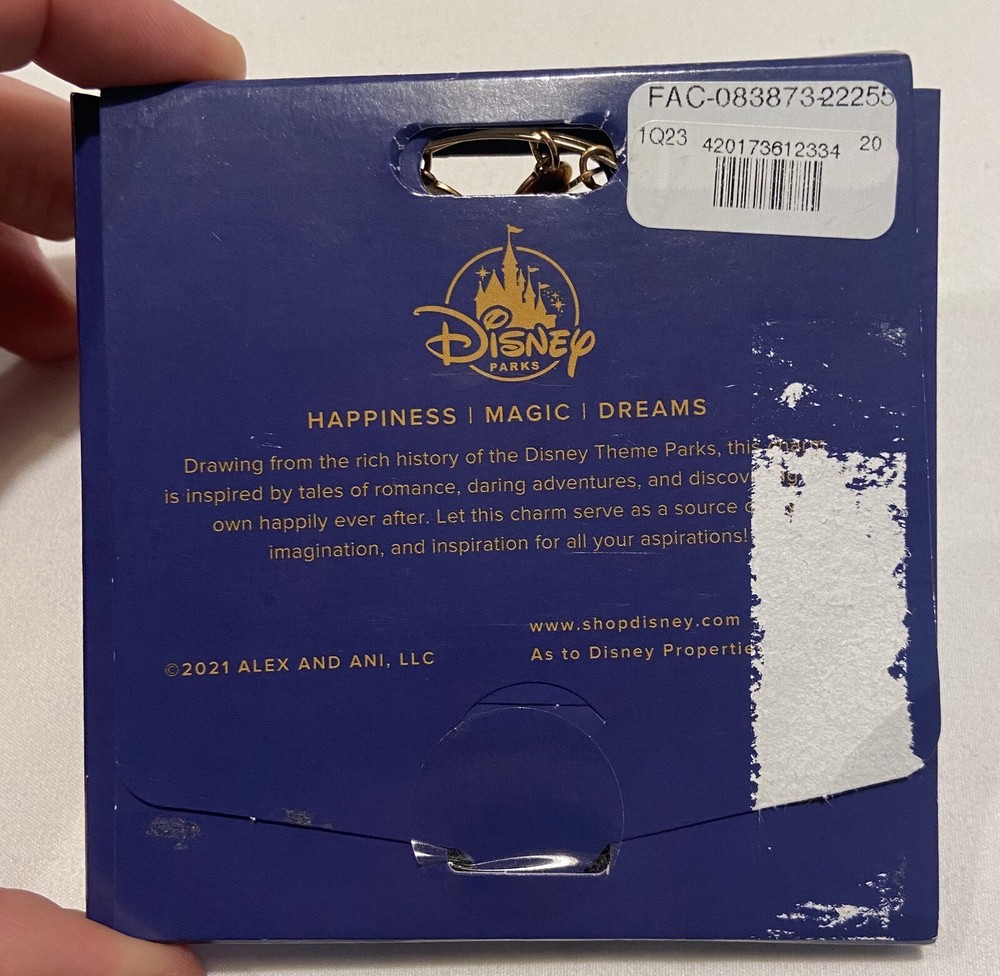 FAC-083873-22255
1Q23 420173612334 20
Disney
PARKS
HAPPINESS | MAGIC | DREAMS
Drawing from the rich history of the Disney Theme Parks, this charm
is inspired by tales of romance, daring adventures, and
own happily ever after. Let this charm serve as a source
imagination, and inspiration for all your aspirations!
www.shopdisney.com
©2021 ALEX AND ANI, LLC
As to Disney